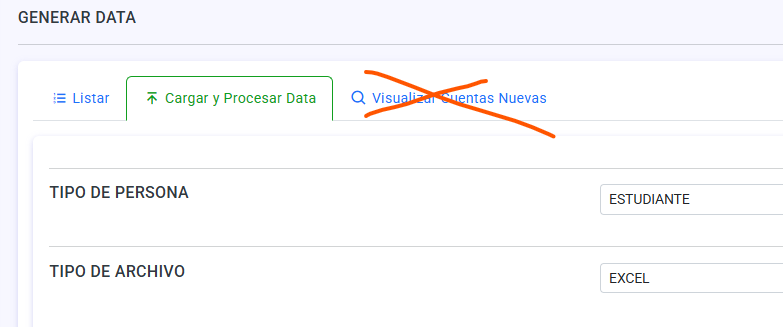 GENERAR DATA
Listar Cargar y Procesar Data Visualizar Cuentas Nuevas
TIPO DE PERSONA ESTUDIANTE
TIPO DE ARCHIVO EXCEL